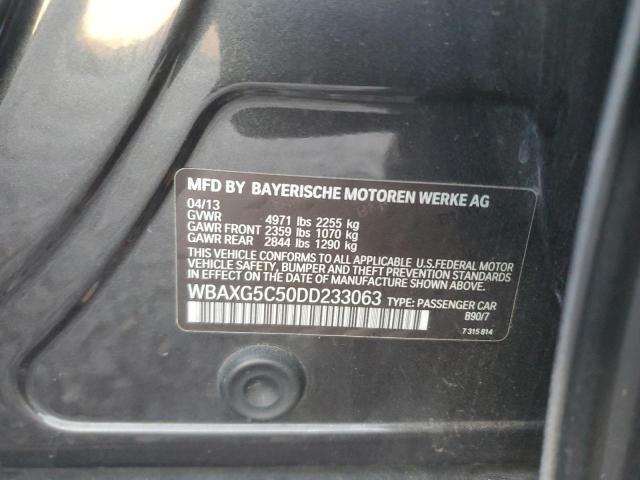 MFD BY BAYERISCHE MOTOREN WERKE AG
04/13
GVWR 4971 lbs 2255 kg
GAWR FRONT 2359 lbs 1070 kg
GAWR REAR 2844 lbs 1290 kg
THIS VEHICLE CONFORMS TO ALL APPLICABLE U.S.FEDERAL MOTOR
VEHICLE SAFETY, BUMPER AND THEFT PREVENTION STANDARDS
IN EFFECT ON THE DATE OF MANUFACTURE SHOWN ABOVE.
WBAXG5C50DD233063 TYPE: PASSENGER CAR
B90/7
7 315 814